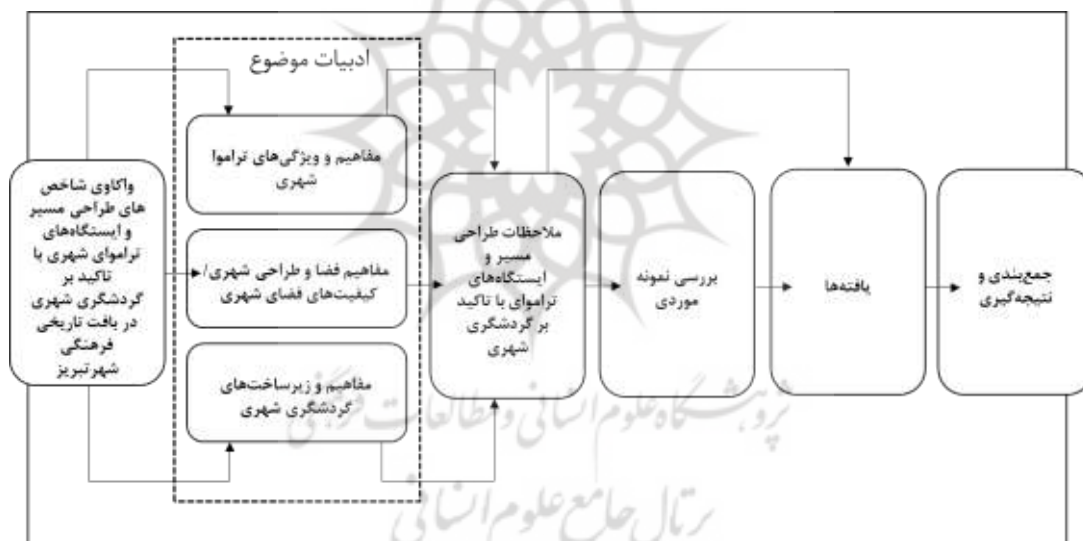 ادبیات موضوع
واکاوی شاخص
های طراحی مسیر
و ایستگاه‌های
تراموای شهری با
تاکید بر
گردشگری شهری
در بافت تاریخی
فرهنگی
شهرتبریز
مفاهیم و ویژگی‌های تراموا
شهری
مفاهیم فضا و طراحی شهری/
کیفیت‌های فضای شهری
مفاهیم و زیرساخت‌های
گردشگری شهری
ملاحظات طراحی
مسیر و
ایستگاه‌های
تراموای با تاکید
بر گردشگری
شهری
بررسی نمونه
موردی
یافته‌ها
جمع‌بندی و
نتیجه‌گیری
پژوهشگاه علوم انسانی و مطالعات فرهنگی
پرتال جامع علوم انسانی